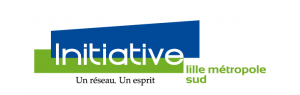 Initiative
lille métropole
sud
Un réseau. Un esprit